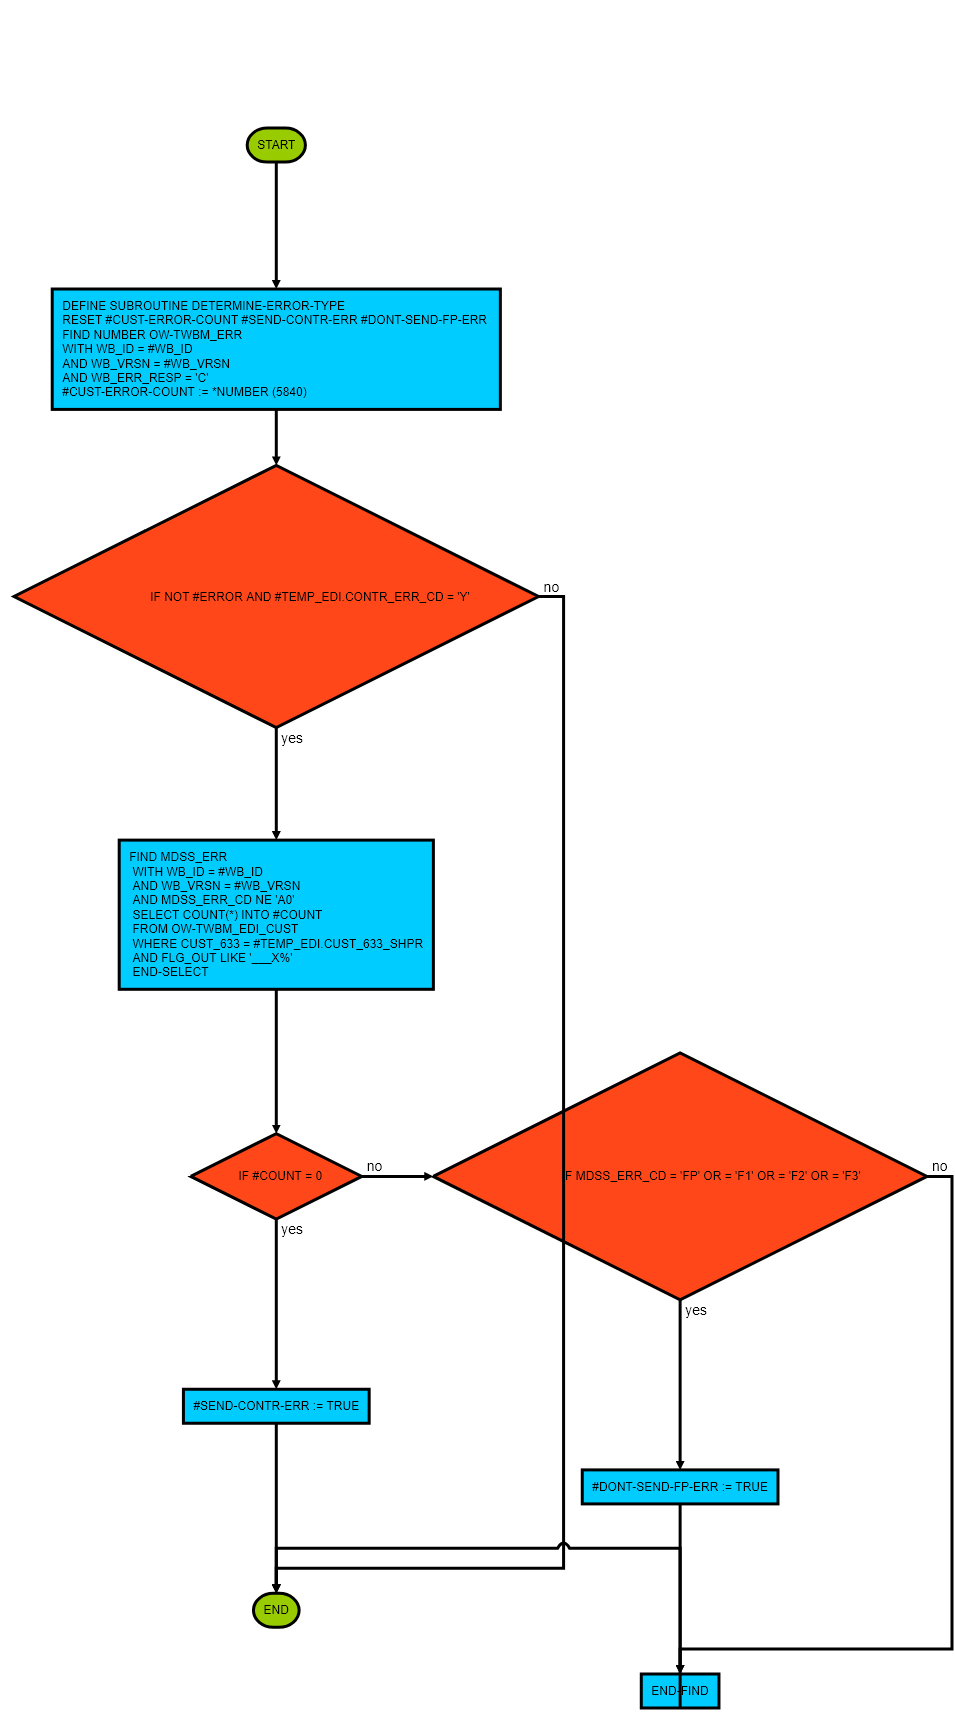 START
DEFINE SUBROUTINE DETERMINE-ERROR-TYPE
RESET #CUST-ERROR-COUNT #SEND-CONTR-ERR #DONT-SEND-FP-ERR
FIND NUMBER OW-TWBM_ERR
WITH WB_ID = #WB_ID
AND WB_VRSN = #WB_VRSN
AND WB_ERR_RESP = 'C'
#CUST-ERROR-COUNT := *NUMBER (5840)
IF NOT #ERROR AND #TEMP_EDI.CONTR_ERR_CD = 'Y'
no
yes
FIND MDSS_ERR
WITH WB_ID = #WB_ID
AND WB_VRSN = #WB_VRSN
AND MDSS_ERR_CD NE 'A0'
SELECT COUNT(*) INTO #COUNT
FROM OW-TWBM_EDI_CUST
WHERE CUST_633 = #TEMP_EDI.CUST_633_SHPR
AND FLG_OUT LIKE '___X%'
END-SELECT
IF #COUNT = 0
no
yes
IF MDSS_ERR_CD = 'FP' OR = 'F1' OR = 'F2' OR = 'F3'
no
yes
#SEND-CONTR-ERR := TRUE
#DONT-SEND-FP-ERR := TRUE
END
END-FIND